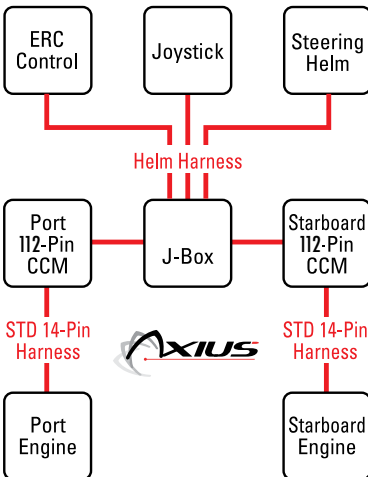 ERC
Control
Joystick
Steering
Helm
Helm Harness
Port
112-Pin
CCM
J-Box
Starboard
112-Pin
CCM
STD 14-Pin
Harness
AXIUS
STD 14-Pin
Harness
Port
Engine
Starboard
Engine